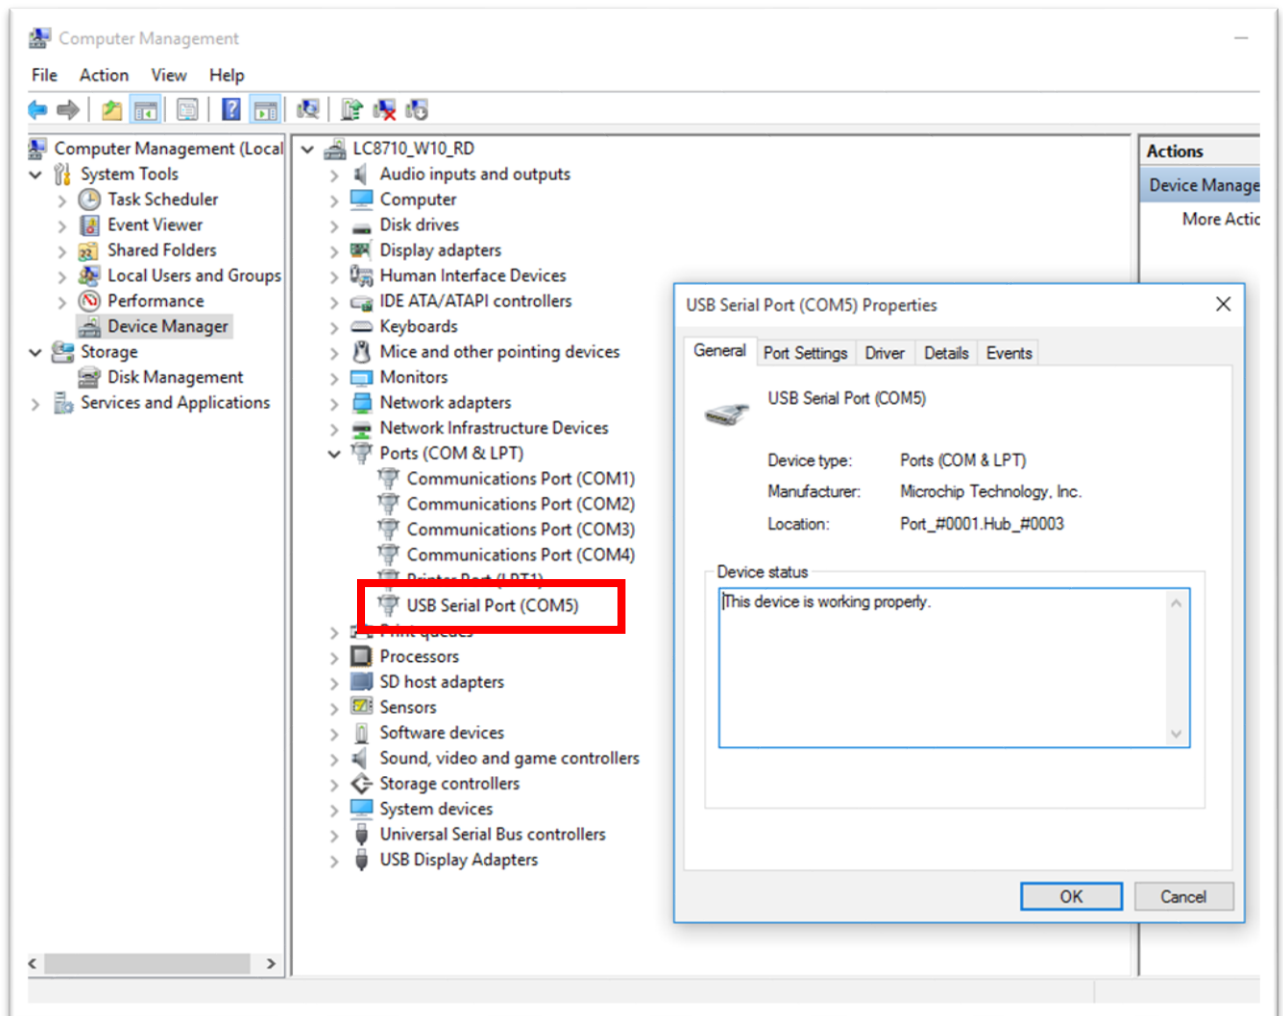 Computer Management
File Action View Help
Computer Management (Local
System Tools
Task Scheduler
Event Viewer
Shared Folders
Local Users and Groups
Performance
Device Manager
Storage
Disk Management
Services and Applications
LC8710_W10_RD
Audio inputs and outputs
Computer
Disk drives
Display adapters
Human Interface Devices
IDE ATA/ATAPI controllers
Keyboards
Mice and other pointing devices
Monitors
Network adapters
Network Infrastructure Devices
Ports (COM & LPT)
Communications Port (COM1)
Communications Port (COM2)
Communications Port (COM3)
Communications Port (COM4)
Printer Port (LPT1)
USB Serial Port (COM5)
Print queues
Processors
SD host adapters
Sensors
Software devices
Sound, video and game controllers
Storage controllers
System devices
Universal Serial Bus controllers
USB Display Adapters
Actions
Device Manage
More Actio
USB Serial Port (COM5) Properties
General Port Settings Driver Details Events
USB Serial Port (COM5)
Device type: Ports (COM & LPT)
Manufacturer: Microchip Technology, Inc.
Location: Port_#0001.Hub_#0003
Device status
This device is working properly.
OK Cancel